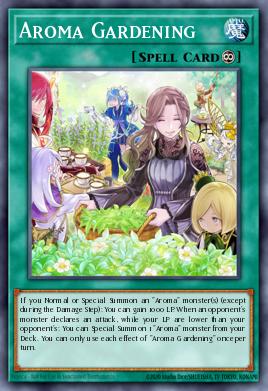 Aroma Gardening
魔
[Spell Card]
If you Normal or Special Summon an "Aroma" monster(s) (except
during the Damage Step): You can gain 1000 LP. When an opponent's
monster declares an attack, while your LP are lower than your
opponent's: You can Special Summon 1 "Aroma" monster from your
Deck. You can only use each effect of "Aroma Gardening" once per
turn.